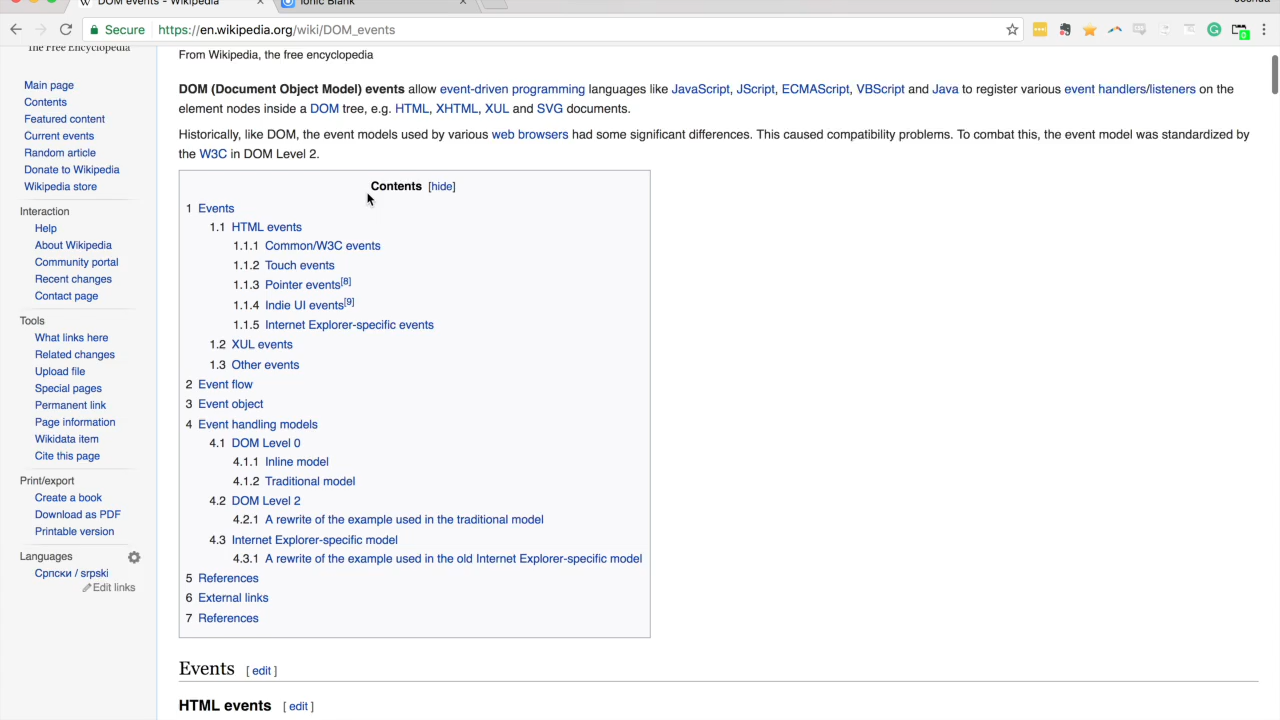 DOM events - Wikipedia
Ionic Blank
Joshua
Secure https://en.wikipedia.org/wiki/DOM_events
The Free Encyclopedia
Main page
Contents
Featured content
Current events
Random article
Donate to Wikipedia
Wikipedia store
Interaction
Help
About Wikipedia
Community portal
Recent changes
Contact page
Tools
What links here
Related changes
Upload file
Special pages
Permanent link
Page information
Wikidata item
Cite this page
Print/export
Create a book
Download as PDF
Printable version
Languages
Српски / srpski
Edit links
From Wikipedia, the free encyclopedia
DOM (Document Object Model) events allow event-driven programming languages like JavaScript, JScript, ECMAScript, VBScript and Java to register various event handlers/listeners on the
element nodes inside a DOM tree, e.g. HTML, XHTML, XUL and SVG documents.
Historically, like DOM, the event models used by various web browsers had some significant differences. This caused compatibility problems. To combat this, the event model was standardized by
the W3C in DOM Level 2.
Contents [hide]
1 Events
1.1 HTML events
1.1.1 Common/W3C events
1.1.2 Touch events
1.1.3 Pointer events[8]
1.1.4 Indie UI events[9]
1.1.5 Internet Explorer-specific events
1.2 XUL events
1.3 Other events
2 Event flow
3 Event object
4 Event handling models
4.1 DOM Level 0
4.1.1 Inline model
4.1.2 Traditional model
4.2 DOM Level 2
4.2.1 A rewrite of the example used in the traditional model
4.3 Internet Explorer-specific model
4.3.1 A rewrite of the example used in the old Internet Explorer-specific model
5 References
6 External links
7 References
Events [ edit ]
HTML events [ edit ]